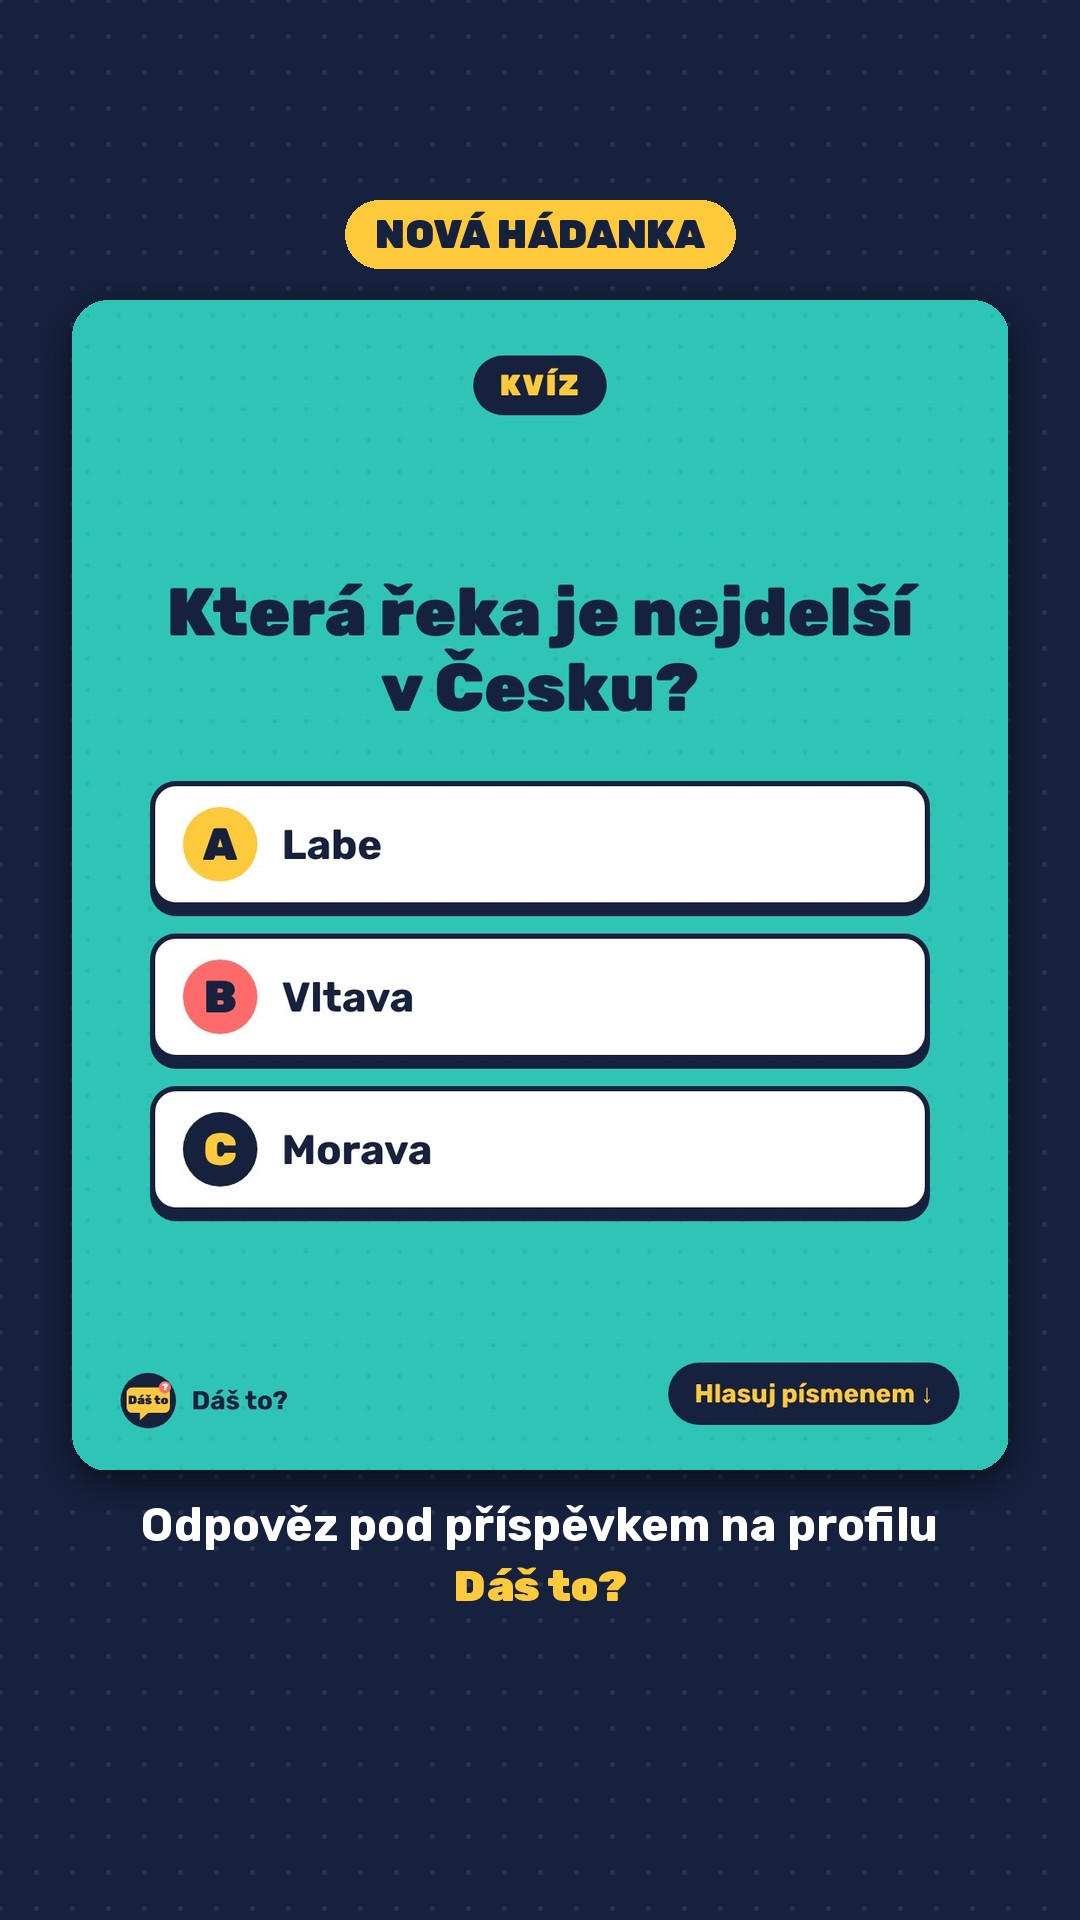 NOVÁ HÁDANKA
KVÍZ
Která řeka je nejdelší
v Česku?
A Labe
B Vltava
C Morava
Dáš to ?
Dáš to?
Hlasuj písmenem ↓
Odpověz pod příspěvkem na profilu
Dáš to?